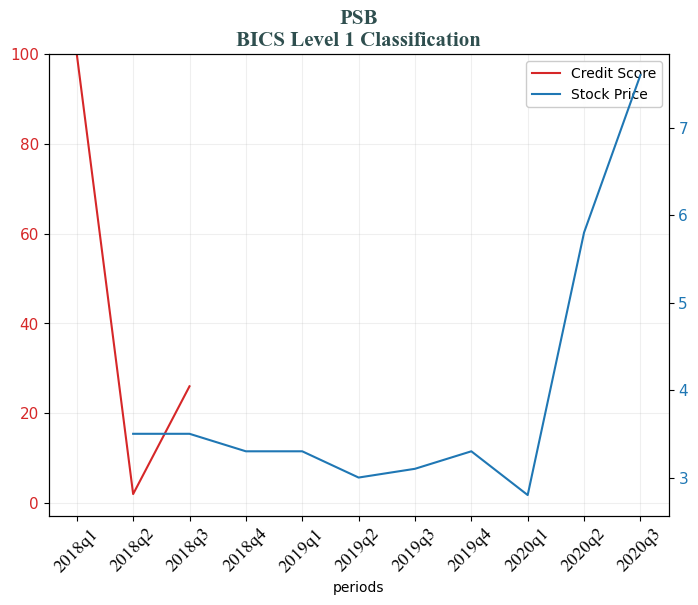 PSB
BICS Level 1 Classification
Credit Score
Stock Price
100
80
60
40
20
0
7
6
5
4
3
2018q1
2018q2
2018q3
2018q4
2019q1
2019q2
2019q3
2019q4
2020q1
2020q2
2020q3
periods